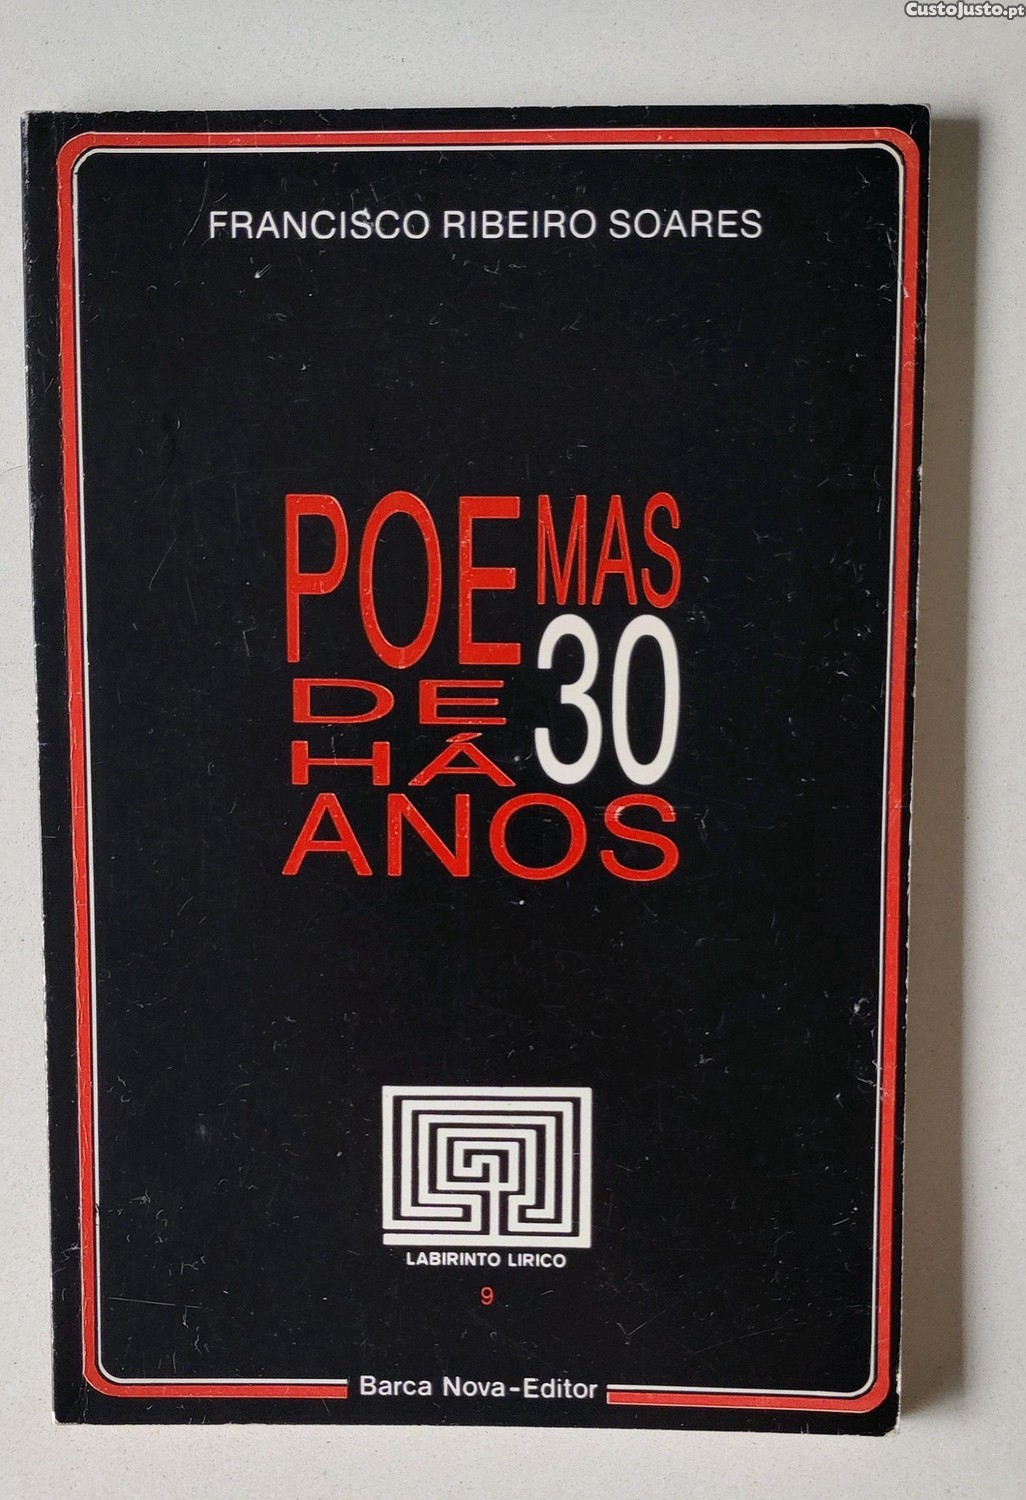 CustoJusto.pt
FRANCISCO RIBEIRO SOARES
POEMAS
DE
HÁ 30
ANOS
LABIRINTO LIRICO
9
Barca Nova-Editor